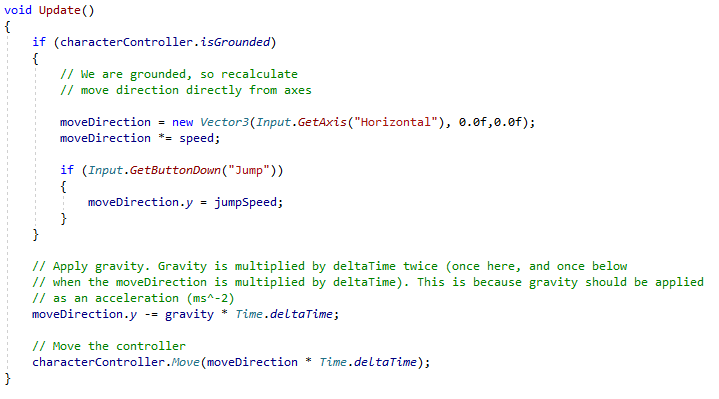 void Update()
{
    if (characterController.isGrounded)
    {
        // We are grounded, so recalculate
        // move direction directly from axes

        moveDirection = new Vector3(Input.GetAxis("Horizontal"), 0.0f,0.0f);
        moveDirection *= speed;

        if (Input.GetButtonDown("Jump"))
        {
            moveDirection.y = jumpSpeed;
        }
    }

    // Apply gravity. Gravity is multiplied by deltaTime twice (once here, and once below
    // when the moveDirection is multiplied by deltaTime). This is because gravity should be applied
    // as an acceleration (ms^-2)
    moveDirection.y -= gravity * Time.deltaTime;

    // Move the controller
    characterController.Move(moveDirection * Time.deltaTime);
}